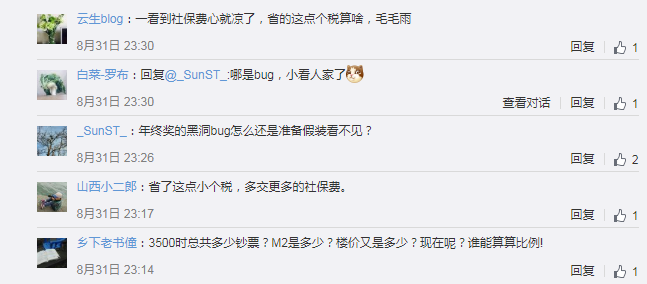 云生blog：一看到社保费心就凉了，省的这点个税算啥，毛毛雨
8月31日 23:30 回复 1
白菜-罗布：回复@_SunST_:哪是bug，小看人家了
8月31日 23:30 查看对话 回复 1
_SunST_：年终奖的黑洞bug怎么还是准备假装看不见？
8月31日 23:26 回复 2
山西小二郎：省了这点小个税，多交更多的社保费。
8月31日 23:17 回复 1
乡下老书僮：3500时总共多少钞票？M2是多少？楼价又是多少？现在呢？谁能算算比例!
8月31日 23:14 回复 1